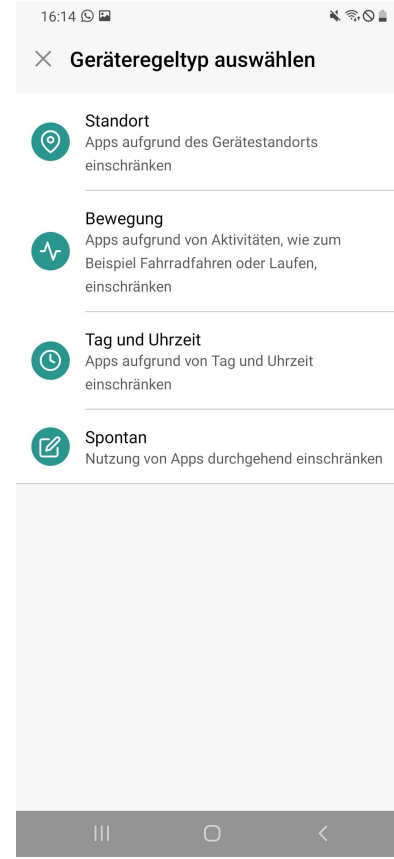 16:14
Geräteregeltyp auswählen
Standort
Apps aufgrund des Gerätestandorts
einschränken
Bewegung
Apps aufgrund von Aktivitäten, wie zum
Beispiel Fahrradfahren oder Laufen,
einschränken
Tag und Uhrzeit
Apps aufgrund von Tag und Uhrzeit
einschränken
Spontan
Nutzung von Apps durchgehend einschränken